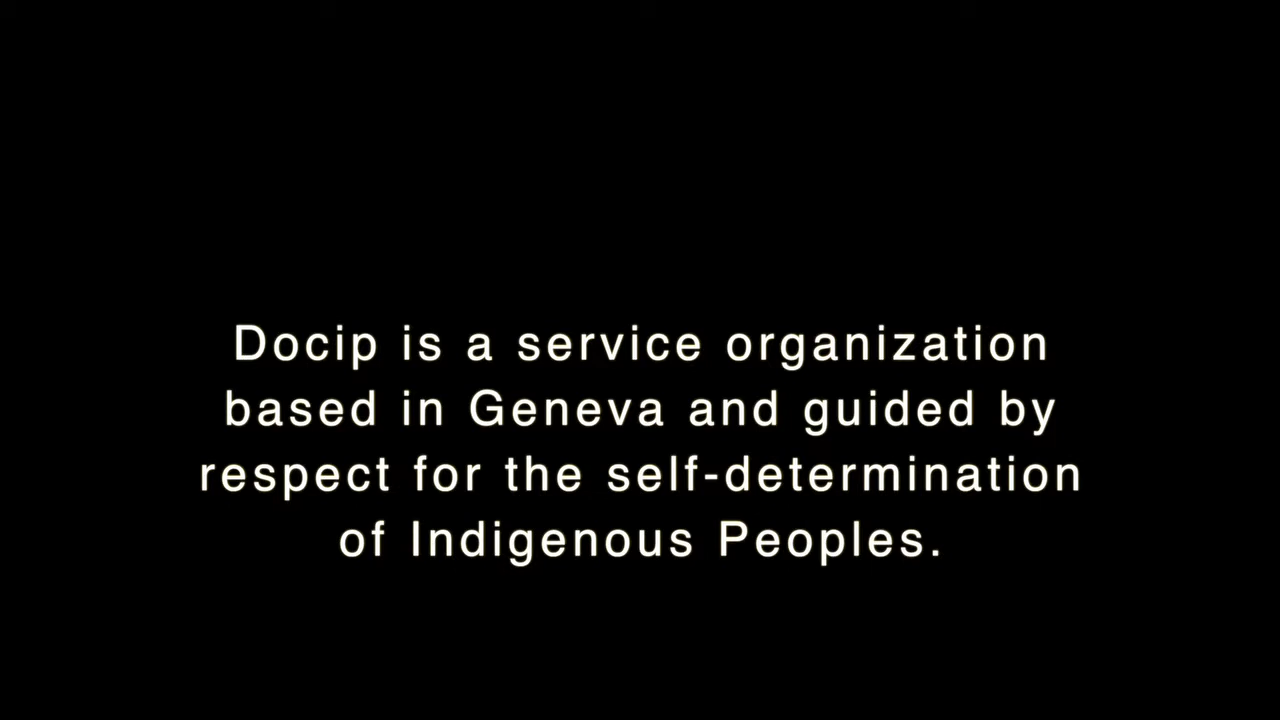 Docip is a service organization
based in Geneva and guided by
respect for the self-determination
of Indigenous Peoples.